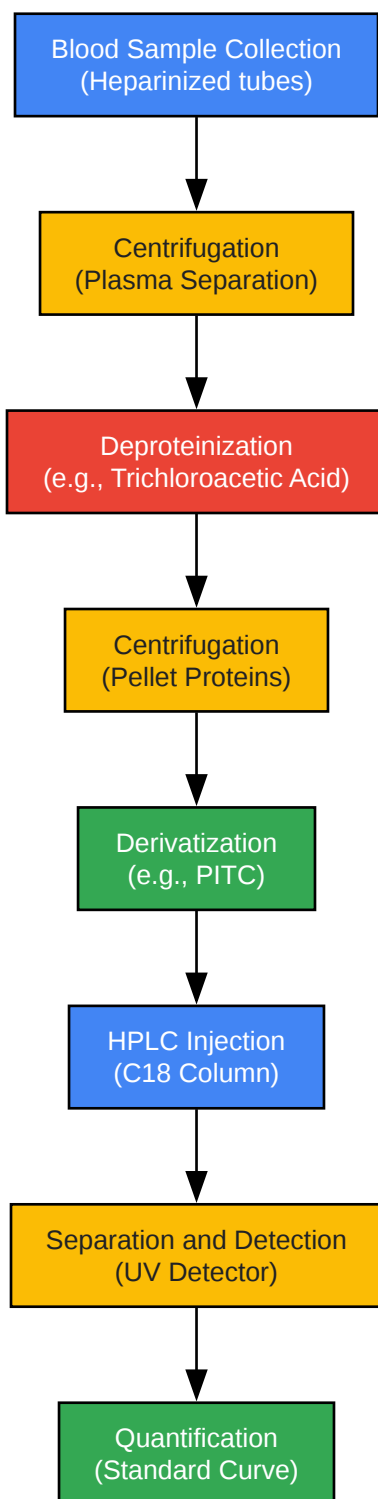 Blood Sample Collection
(Heparinized tubes)
Centrifugation
(Plasma Separation)
Deproteinization
(e.g., Trichloroacetic Acid)
Centrifugation
(Pellet Proteins)
Derivatization
(e.g., PITC)
HPLC Injection
(C18 Column)
Separation and Detection
(UV Detector)
Quantification
(Standard Curve)